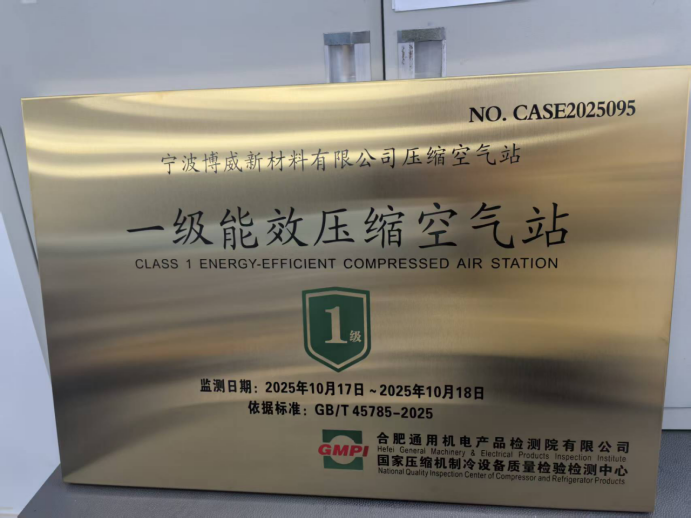 NO. CASE2025095
宁波博威新材料有限公司压缩空气站
一级能效压缩空气站
CLASS 1 ENERGY-EFFICIENT COMPRESSED AIR STATION
1级
监测日期：2025年10月17日～2025年10月18日
依据标准：GB/T 45785-2025
GMPI
合肥通用机电产品检测院有限公司
Hefei General Machinery & Electrical Products Inspection Institute
国家压缩机制冷设备质量检验检测中心
National Quality Inspection Center of Compressor and Refrigerator Products